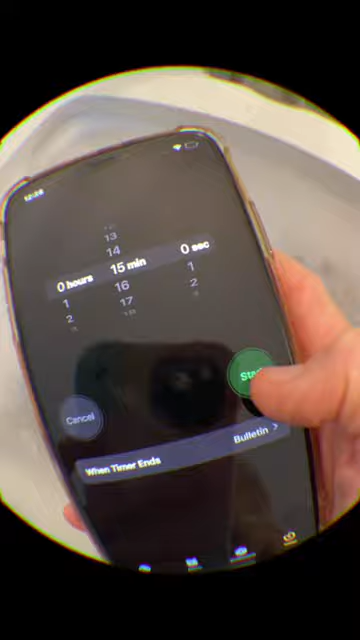 13
14
0 hours 15 min 0 sec
1 16 1
2 17 2
18
Cancel
When Timer Ends Bulletin >